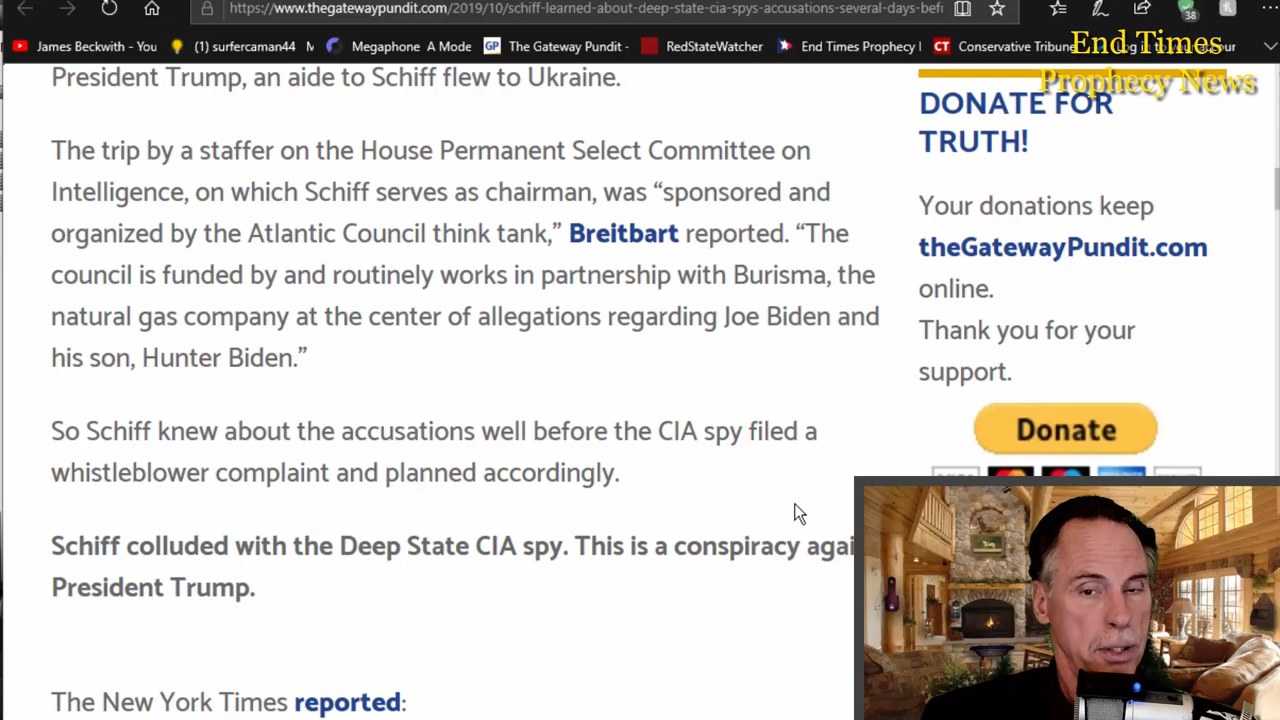 https://www.thegatewaypundit.com/2019/10/schiff-learned-about-deep-state-cia-spys-accusations-several-days-bef
38
James Beckwith - You
(1) surfercaman44
Megaphone A Mode
GP The Gateway Pundit -
RedStateWatcher
End Times Prophecy
CT Conservative Tribune
Log in to your
End Times
Prophecy News
President Trump, an aide to Schiff flew to Ukraine.
The trip by a staffer on the House Permanent Select Committee on
Intelligence, on which Schiff serves as chairman, was “sponsored and
organized by the Atlantic Council think tank,” Breitbart reported. “The
council is funded by and routinely works in partnership with Burisma, the
natural gas company at the center of allegations regarding Joe Biden and
his son, Hunter Biden.”
So Schiff knew about the accusations well before the CIA spy filed a
whistleblower complaint and planned accordingly.
Schiff colluded with the Deep State CIA spy. This is a conspiracy agai
President Trump.
The New York Times reported:
DONATE FOR
TRUTH!
Your donations keep
theGatewayPundit.com
online.
Thank you for your
support.
Donate